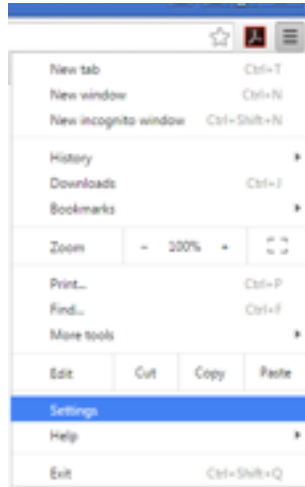 New tab Ctrl+T
New window Ctrl+N
New incognito window Ctrl+Shift+N
History
Downloads Ctrl+J
Bookmarks
Zoom - 100% +
Print... Ctrl+P
Find... Ctrl+F
More tools
Edit Cut Copy Paste
Settings
Help
Exit Ctrl+Shift+Q